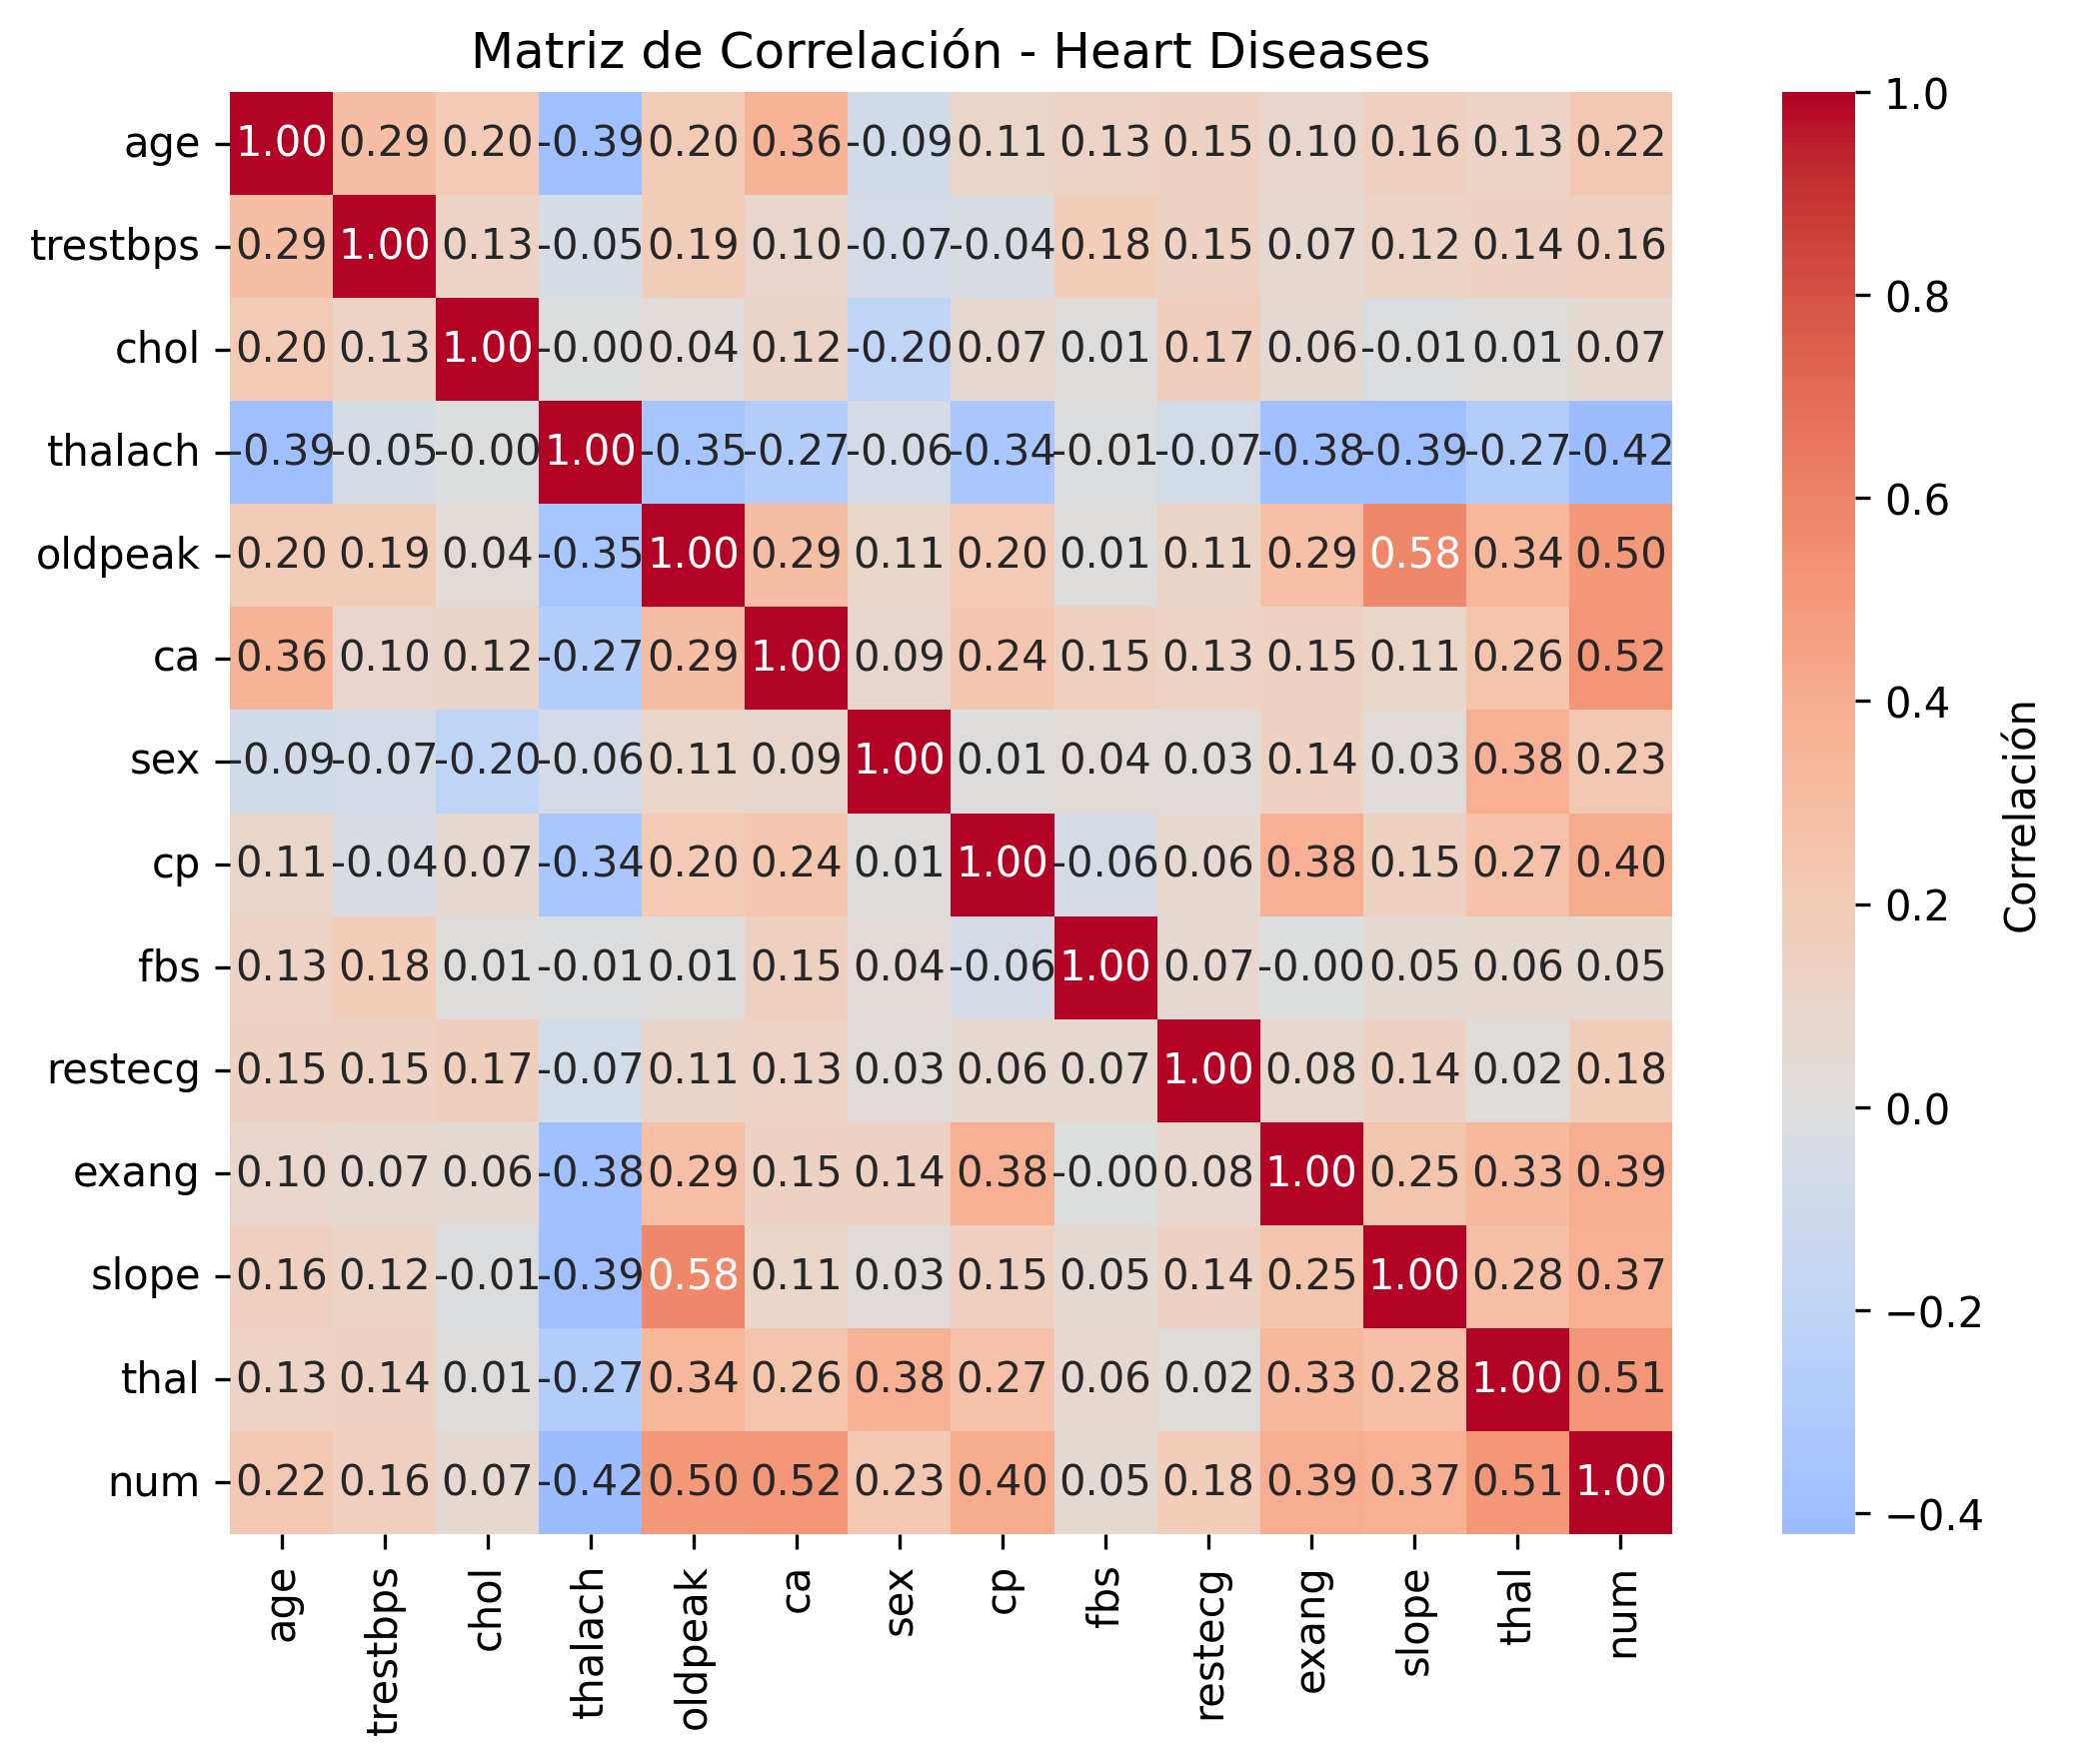 Matriz de Correlación - Heart Diseases
age 1.00 0.29 0.20 -0.39 0.20 0.36 -0.09 0.11 0.13 0.15 0.10 0.16 0.13 0.22
trestbps 0.29 1.00 0.13 -0.05 0.19 0.10 -0.07 -0.04 0.18 0.15 0.07 0.12 0.14 0.16
chol 0.20 0.13 1.00 -0.00 0.04 0.12 -0.20 0.07 0.01 0.17 0.06 -0.01 0.01 0.07
thalach -0.39 -0.05 -0.00 1.00 -0.35 -0.27 -0.06 -0.34 -0.01 -0.07 -0.38 -0.39 -0.27 -0.42
oldpeak 0.20 0.19 0.04 -0.35 1.00 0.29 0.11 0.20 0.01 0.11 0.29 0.58 0.34 0.50
ca 0.36 0.10 0.12 -0.27 0.29 1.00 0.09 0.24 0.15 0.13 0.15 0.11 0.26 0.52
sex -0.09 -0.07 -0.20 -0.06 0.11 0.09 1.00 0.01 0.04 0.03 0.14 0.03 0.38 0.23
cp 0.11 -0.04 0.07 -0.34 0.20 0.24 0.01 1.00 -0.06 0.06 0.38 0.15 0.27 0.40
fbs 0.13 0.18 0.01 -0.01 0.01 0.15 0.04 -0.06 1.00 0.07 -0.00 0.05 0.06 0.05
restecg 0.15 0.15 0.17 -0.07 0.11 0.13 0.03 0.06 0.07 1.00 0.08 0.14 0.02 0.18
exang 0.10 0.07 0.06 -0.38 0.29 0.15 0.14 0.38 -0.00 0.08 1.00 0.25 0.33 0.39
slope 0.16 0.12 -0.01 -0.39 0.58 0.11 0.03 0.15 0.05 0.14 0.25 1.00 0.28 0.37
thal 0.13 0.14 0.01 -0.27 0.34 0.26 0.38 0.27 0.06 0.02 0.33 0.28 1.00 0.51
num 0.22 0.16 0.07 -0.42 0.50 0.52 0.23 0.40 0.05 0.18 0.39 0.37 0.51 1.00
age trestbps chol thalach oldpeak ca sex cp fbs restecg exang slope thal num
1.0
0.8
0.6
0.4
0.2
0.0
−0.2
−0.4
Correlación